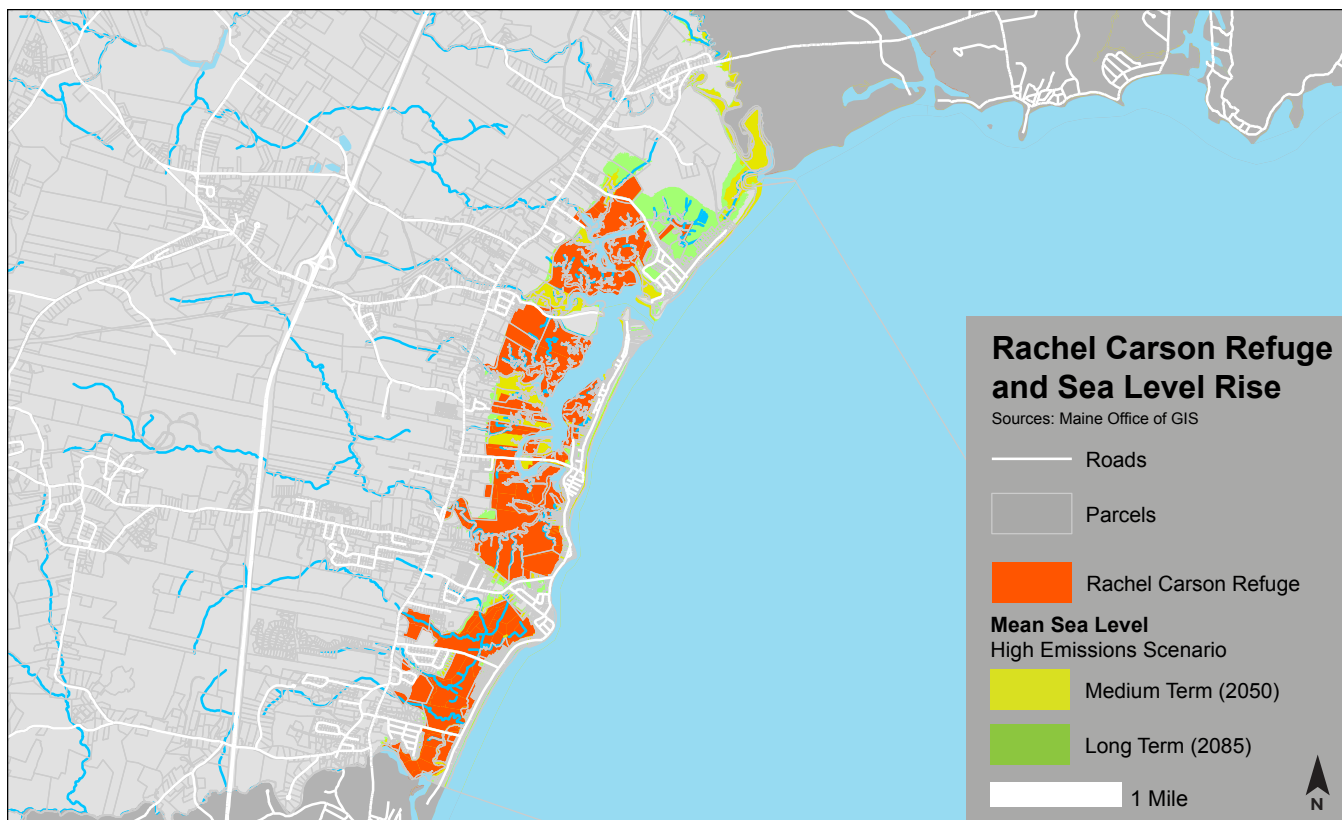 Rachel Carson Refuge
and Sea Level Rise
Sources: Maine Office of GIS
Roads
Parcels
Rachel Carson Refuge
Mean Sea Level
High Emissions Scenario
Medium Term (2050)
Long Term (2085)
1 Mile
N